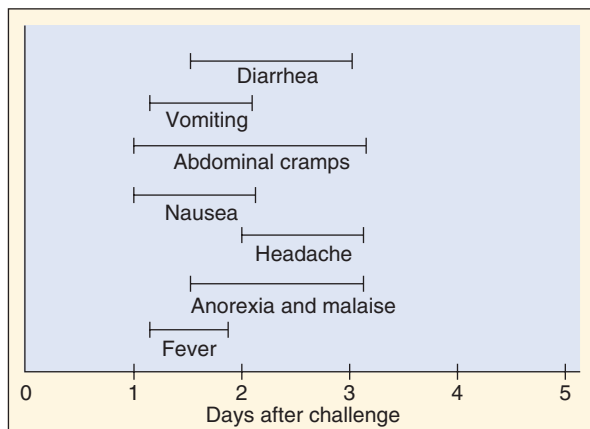 Diarrhea
Vomiting
Abdominal cramps
Nausea
Headache
Anorexia and malaise
Fever
0 1 2 3 4 5
Days after challenge